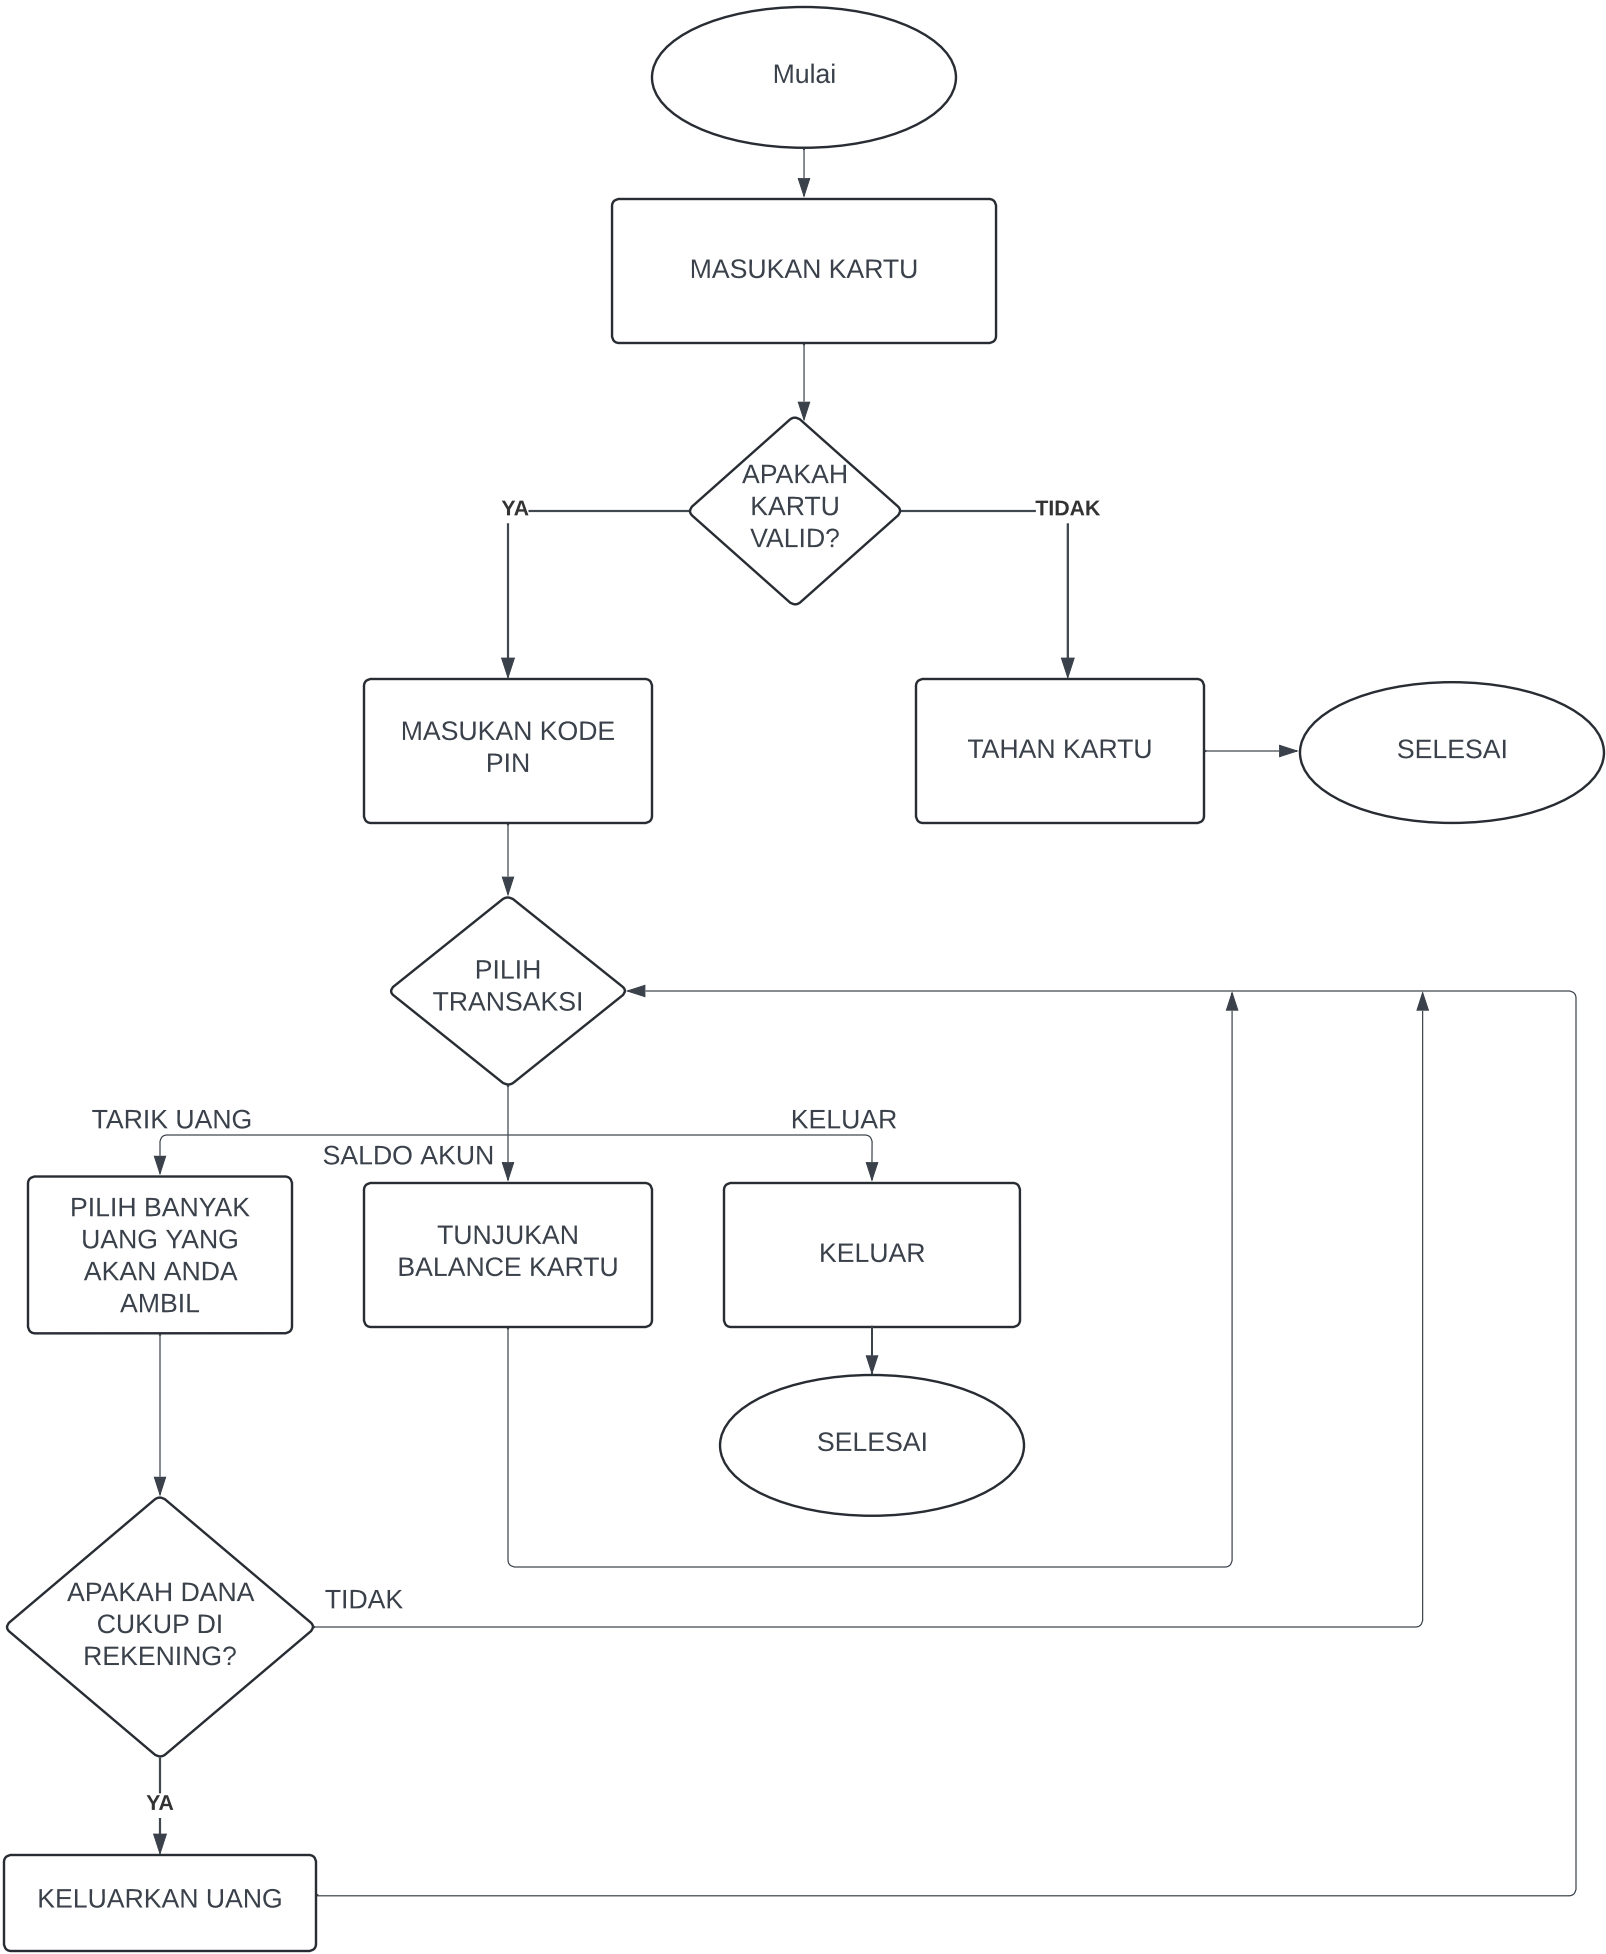 Mulai
MASUKAN KARTU
APAKAH
KARTU
VALID?
YA
TIDAK
MASUKAN KODE
PIN
TAHAN KARTU
SELESAI
PILIH
TRANSAKSI
TARIK UANG
SALDO AKUN
KELUAR
PILIH BANYAK
UANG YANG
AKAN ANDA
AMBIL
TUNJUKAN
BALANCE KARTU
KELUAR
SELESAI
APAKAH DANA
CUKUP DI
REKENING?
TIDAK
YA
KELUARKAN UANG